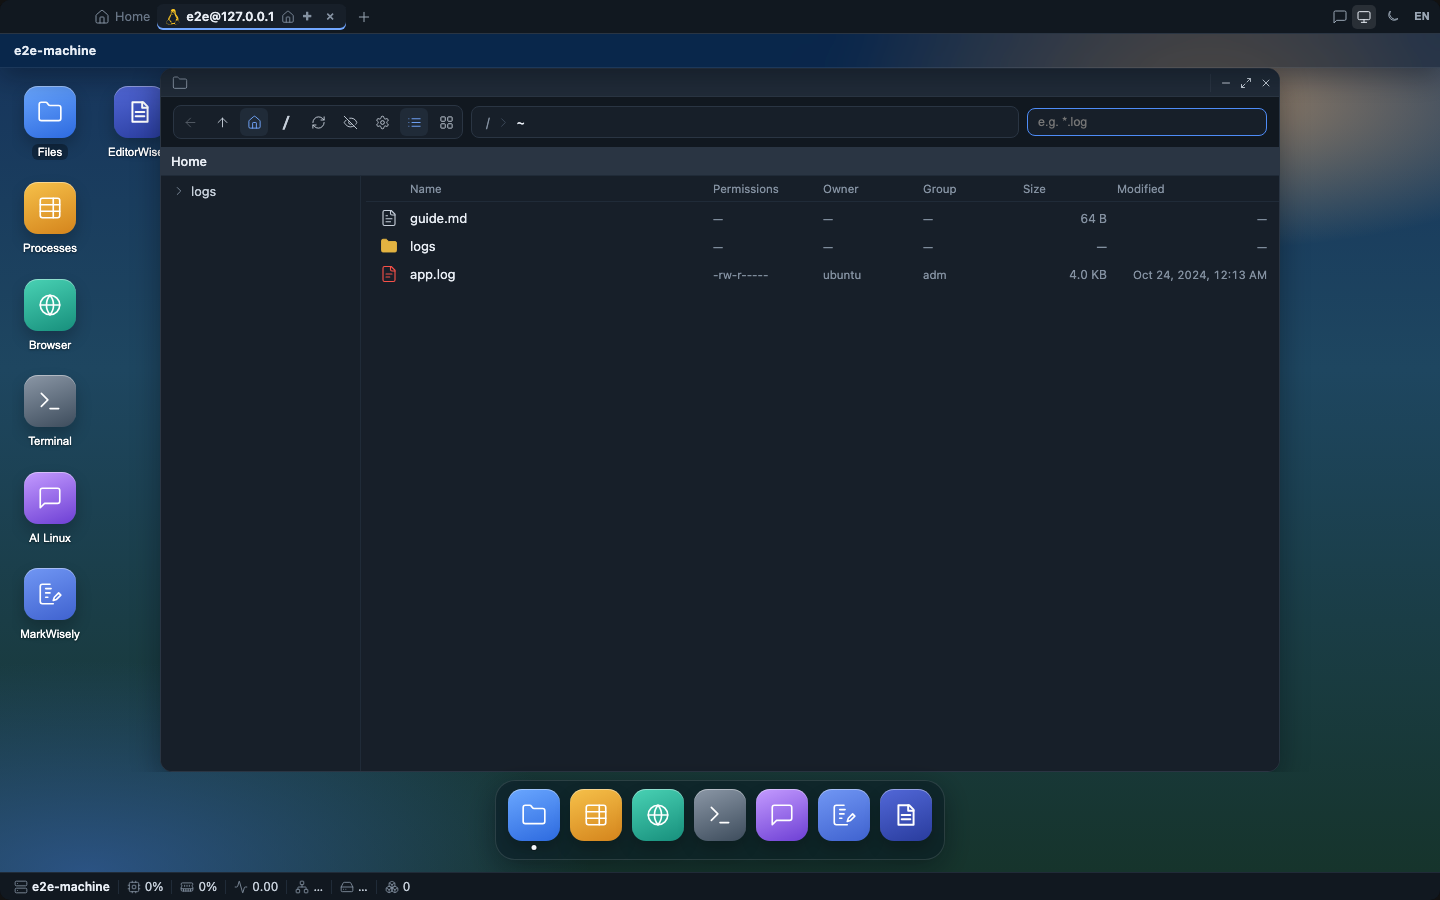 Home
e2e@127.0.0.1
EN
e2e-machine
Files
EditorWise
Processes
Browser
Terminal
AI Linux
MarkWisely
/
/ ~
e.g. *.log
Home
logs
Name Permissions Owner Group Size Modified
guide.md — — — 64 B —
logs — — — — —
app.log -rw-r----- ubuntu adm 4.0 KB Oct 24, 2024, 12:13 AM
e2e-machine 0% 0% 0.00 ... ... 0